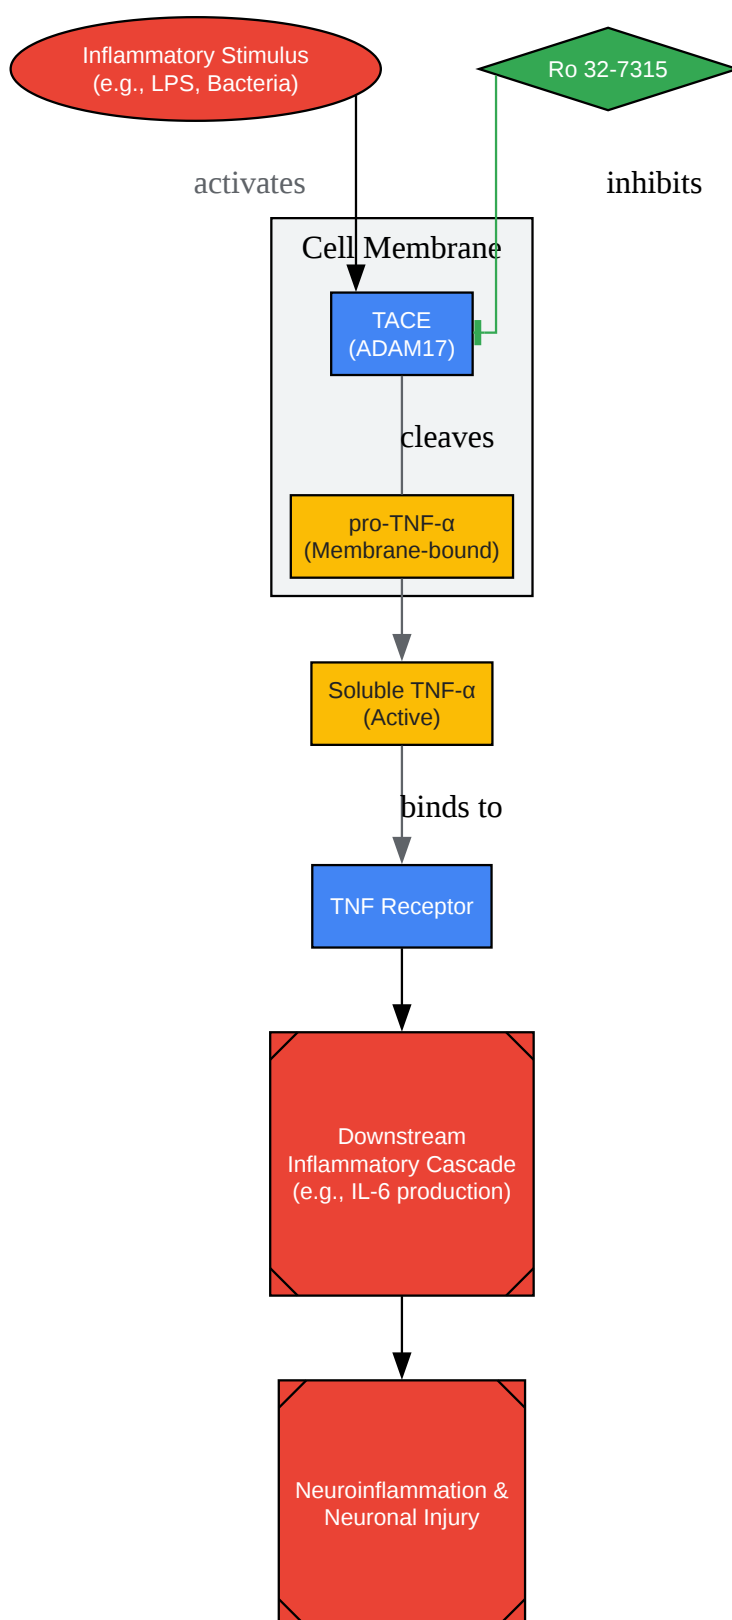 Inflammatory Stimulus
(e.g., LPS, Bacteria)
Ro 32-7315
activates
inhibits
Cell Membrane
TACE
(ADAM17)
cleaves
pro-TNF-α
(Membrane-bound)
Soluble TNF-α
(Active)
binds to
TNF Receptor
Downstream
Inflammatory Cascade
(e.g., IL-6 production)
Neuroinflammation &
Neuronal Injury